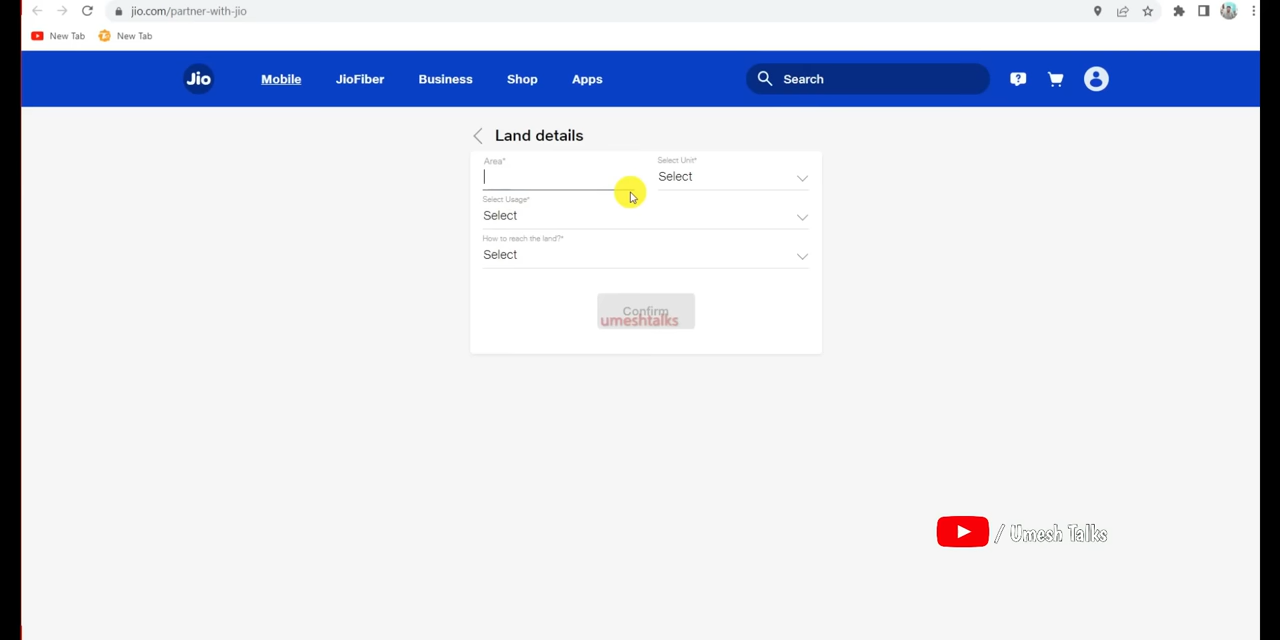 jio.com/partner-with-jio
New Tab
New Tab
Jio
Mobile
JioFiber
Business
Shop
Apps
Search
Land details
Area*
Select Unit*
Select
Select Usage*
Select
How to reach the land?*
Select
Confirm
umeshtalks
/ Umesh Talks